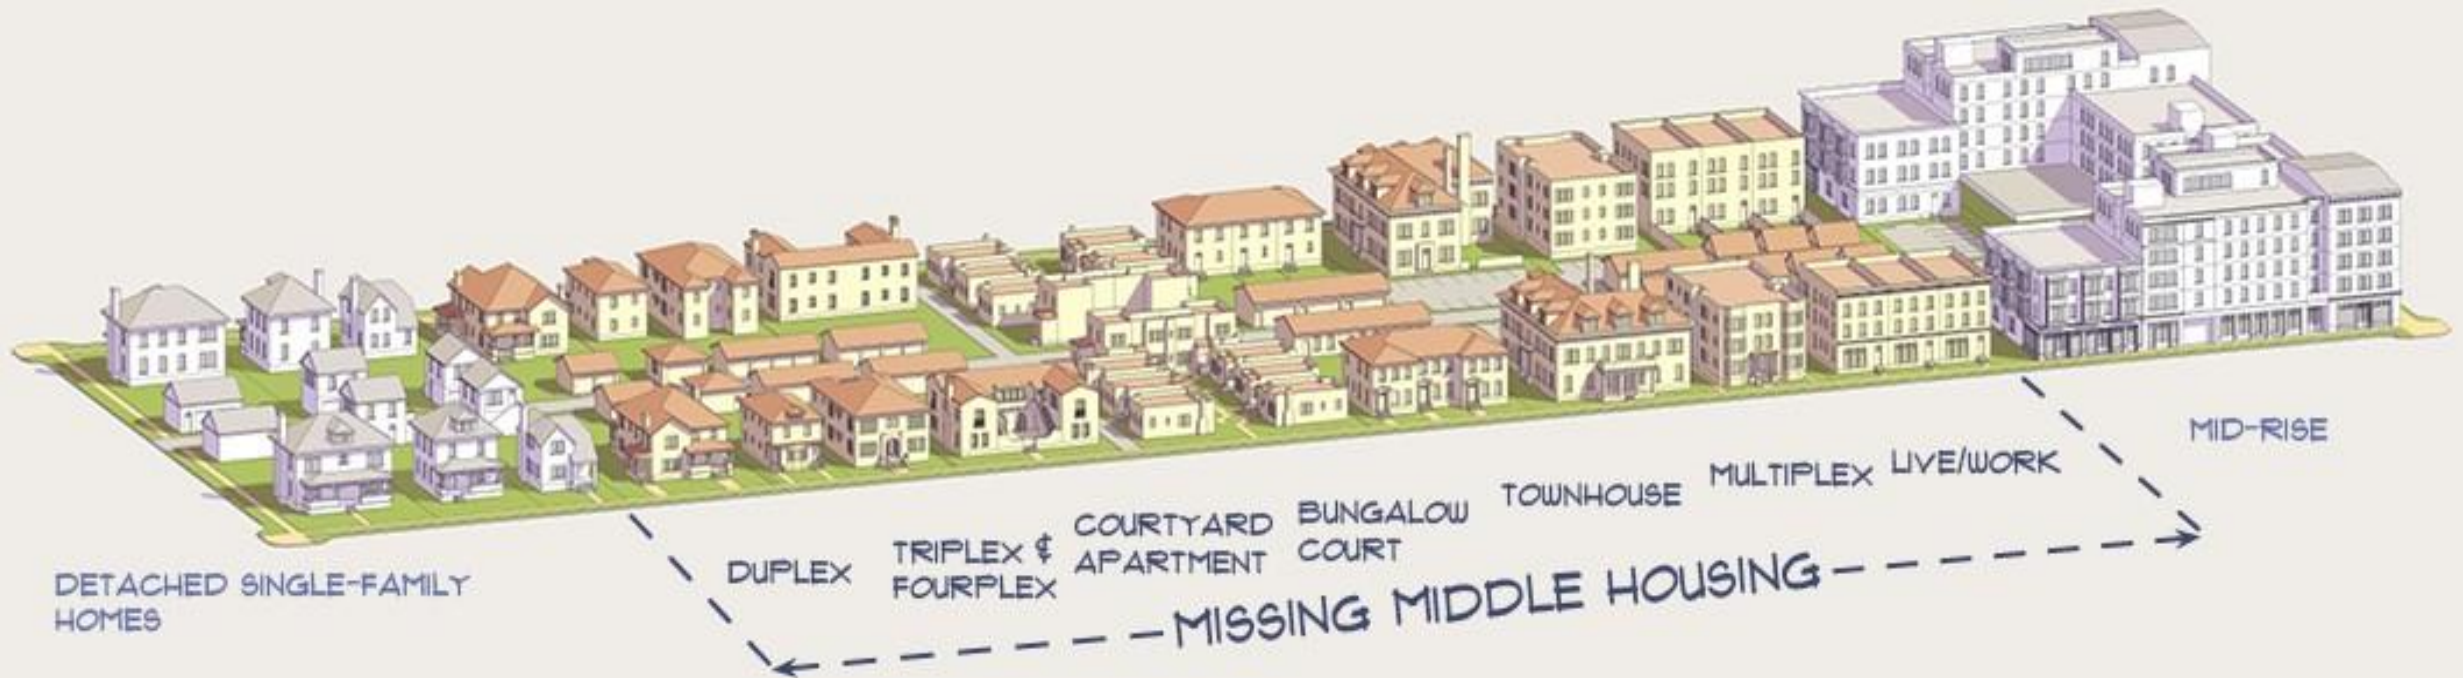 DETACHED SINGLE-FAMILY
HOMES
DUPLEX
TRIPLEX &
FOURPLEX
COURTYARD
APARTMENT
BUNGALOW
COURT
TOWNHOUSE
MULTIPLEX
LIVE/WORK
MID-RISE
MISSING MIDDLE HOUSING